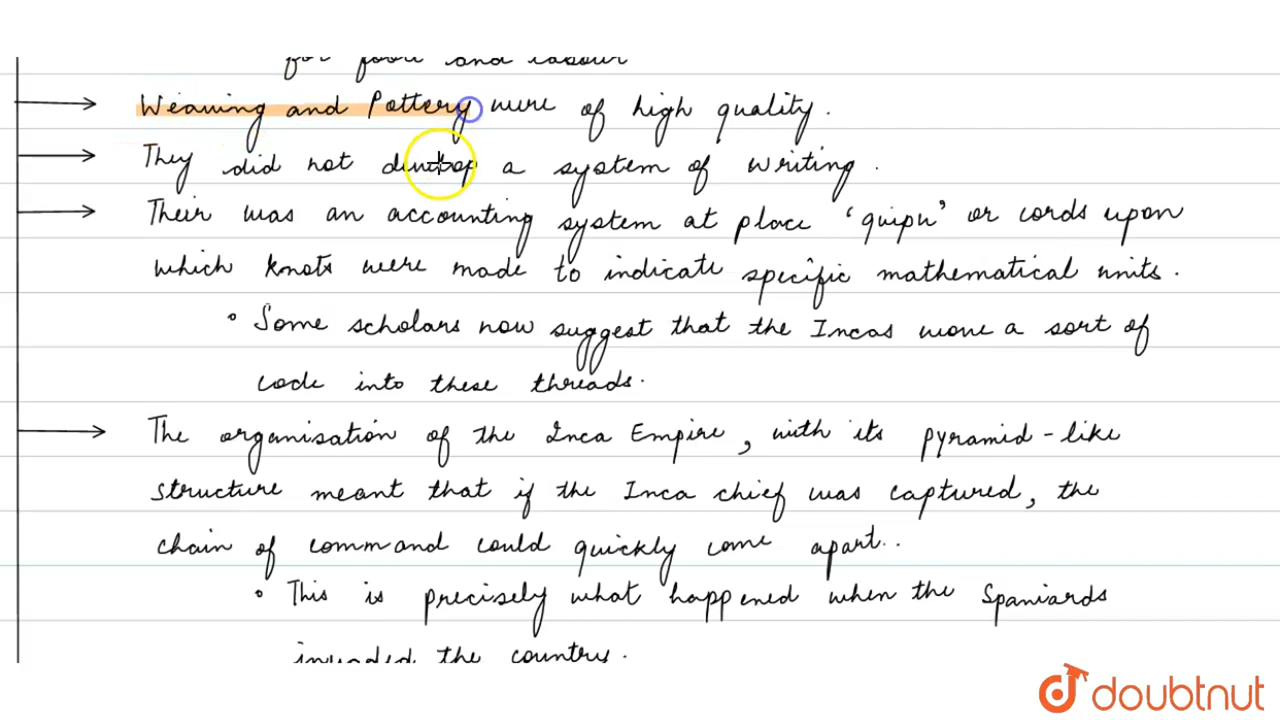 for food and labour
Weaving and Pottery were of high quality.
They did not develop a system of writing.
Their was an accounting system at place 'quipu' or cords upon
which knots were made to indicate specific mathematical units.
• Some scholars now suggest that the Incas wove a sort of
code into these threads.
The organisation of the Inca Empire, with its pyramid-like
structure meant that if the Inca chief was captured, the
chain of command could quickly come apart..
• This is precisely what happened when the Spaniards
invaded the country.
doubtnut